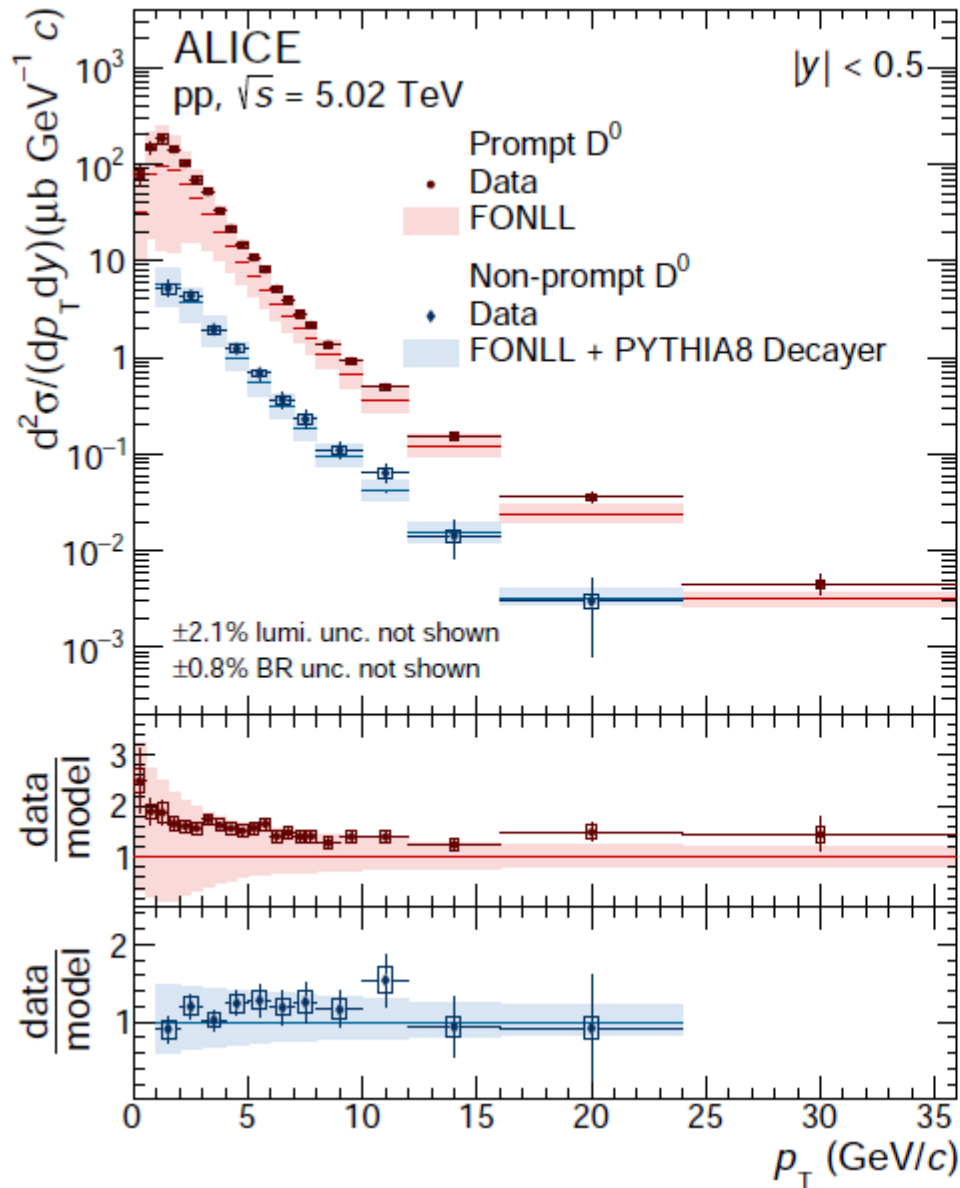 ALICE
pp, √s = 5.02 TeV
|y| < 0.5
Prompt D⁰
Data
FONLL
Non-prompt D⁰
Data
FONLL + PYTHIA8 Decayer
±2.1% lumi. unc. not shown
±0.8% BR unc. not shown
d²σ/(dp_T dy)(μb GeV⁻¹ c)
10³
10²
10
1
10⁻¹
10⁻²
10⁻³
data
model
3
2
1
data
model
2
1
0 5 10 15 20 25 30 35
p_T (GeV/c)